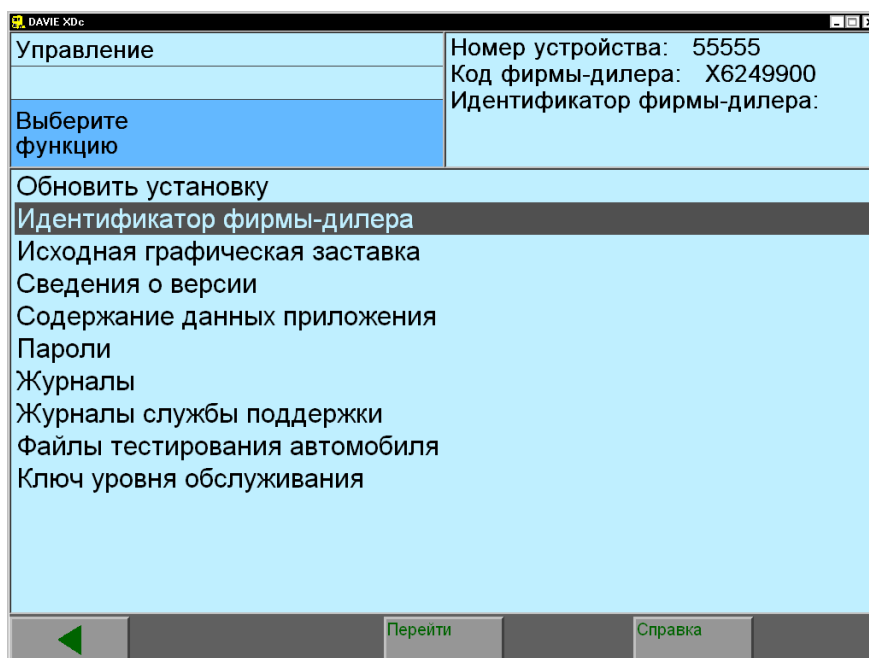 DAVIE XDc
Управление
Выберите
функцию
Номер устройства: 55555
Код фирмы-дилера: X6249900
Идентификатор фирмы-дилера:
Обновить установку
Идентификатор фирмы-дилера
Исходная графическая заставка
Сведения о версии
Содержание данных приложения
Пароли
Журналы
Журналы службы поддержки
Файлы тестирования автомобиля
Ключ уровня обслуживания
Перейти
Справка